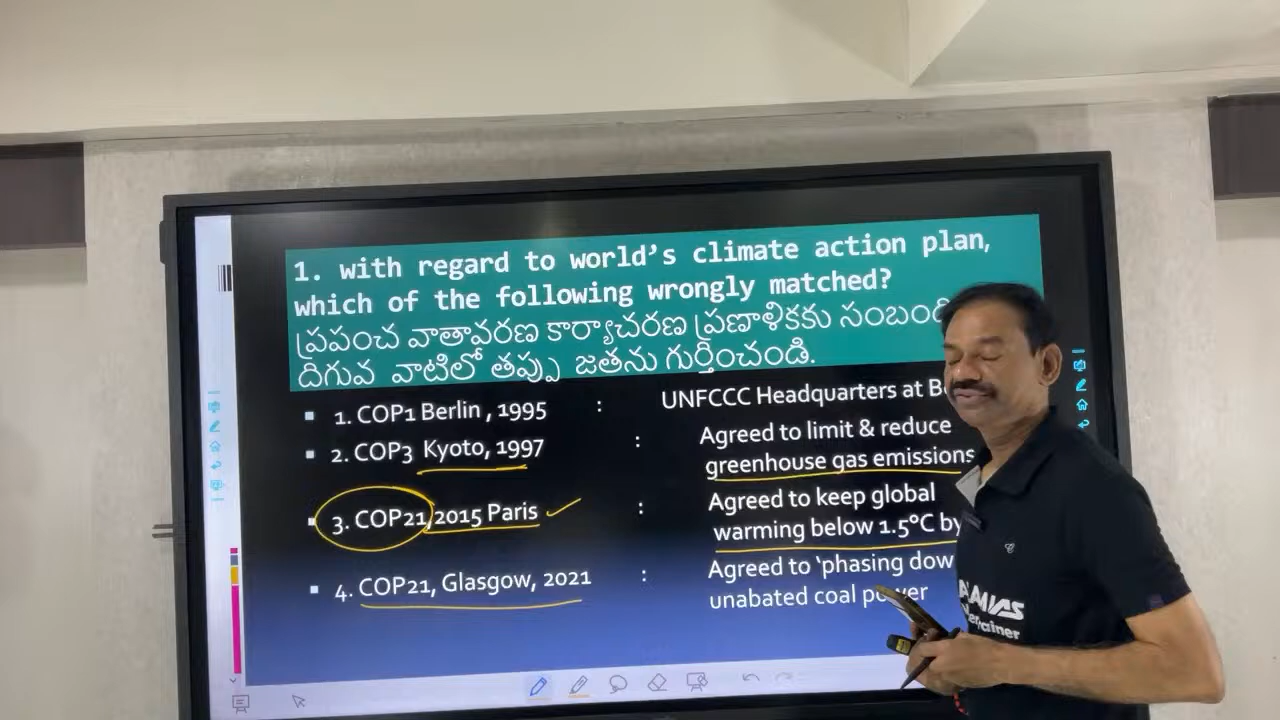 1. with regard to world's climate action plan,
which of the following wrongly matched?
ప్రపంచ వాతావరణ కార్యాచరణ ప్రణాళికకు
దిగువ వాటిలో తప్పు జతను గుర్తించండి.
1. COP1 Berlin , 1995 : UNFCCC Headquarters at
2. COP3 Kyoto, 1997 : Agreed to limit & reduce
greenhouse gas emissions
3. COP21, 2015 Paris : Agreed to keep global
warming below 1.5°C by
4. COP21, Glasgow, 2021 : Agreed to 'phasing
unabated coal power